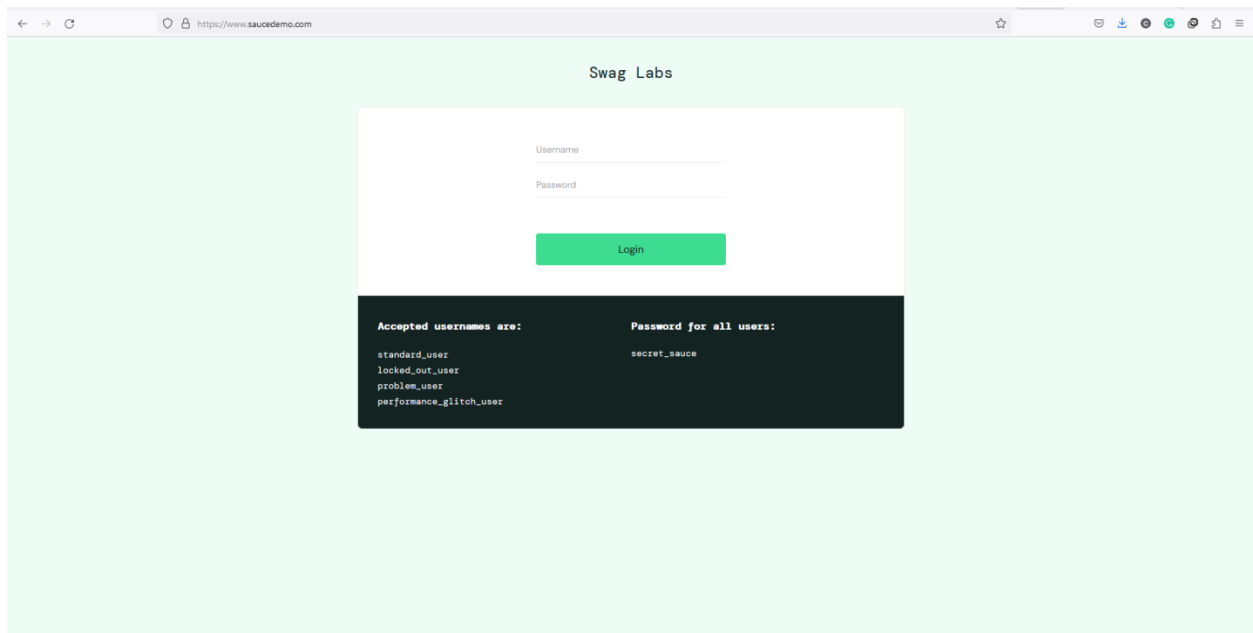 https://www.saucedemo.com
Swag Labs
Username
Password
Login
Accepted usernames are:
standard_user
locked_out_user
problem_user
performance_glitch_user
Password for all users:
secret_sauce